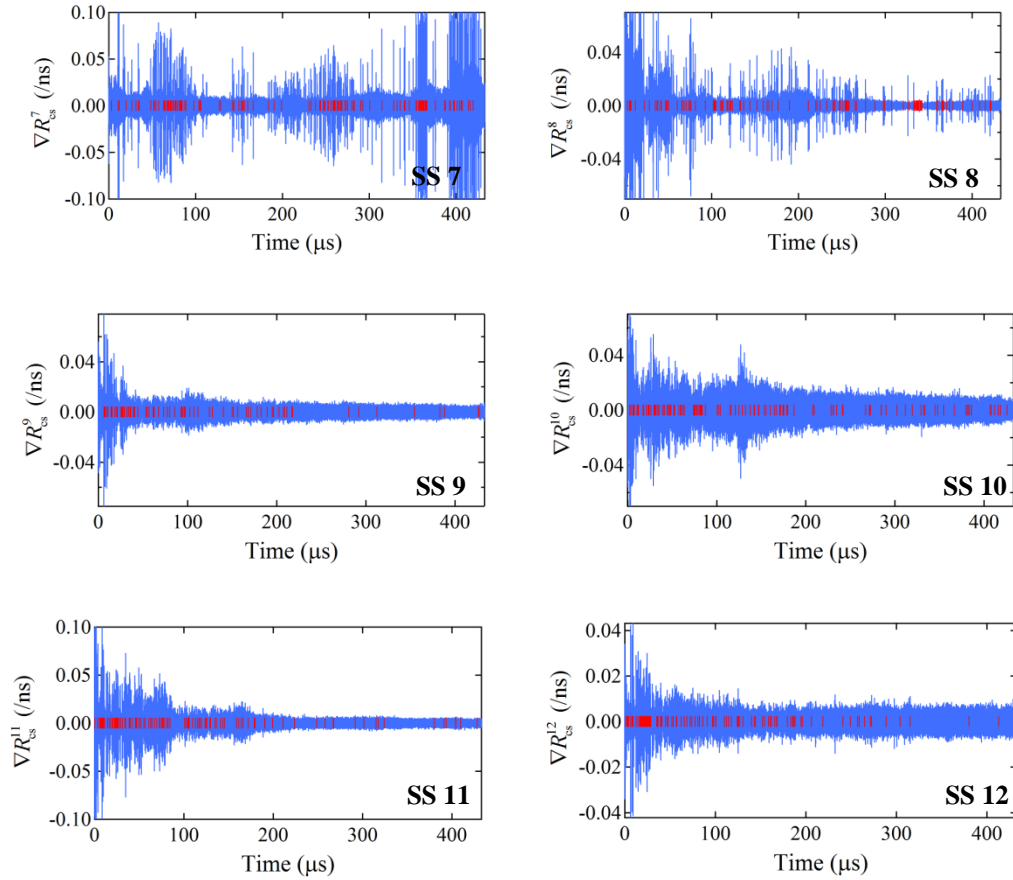 ∇R⁷cs (/ns)
0.10
0.05
0.00
-0.05
-0.10
SS 7
0 100 200 300 400
Time (μs)
∇R⁸cs (/ns)
0.04
0.00
-0.04
SS 8
0 100 200 300 400
Time (μs)
∇R⁹cs (/ns)
0.04
0.00
-0.04
SS 9
0 100 200 300 400
Time (μs)
∇R¹⁰cs (/ns)
0.04
0.00
-0.04
SS 10
0 100 200 300 400
Time (μs)
∇R¹¹cs (/ns)
0.10
0.05
0.00
-0.05
-0.10
SS 11
0 100 200 300 400
Time (μs)
∇R¹²cs (/ns)
0.04
0.02
0.00
-0.02
-0.04
SS 12
0 100 200 300 400
Time (μs)